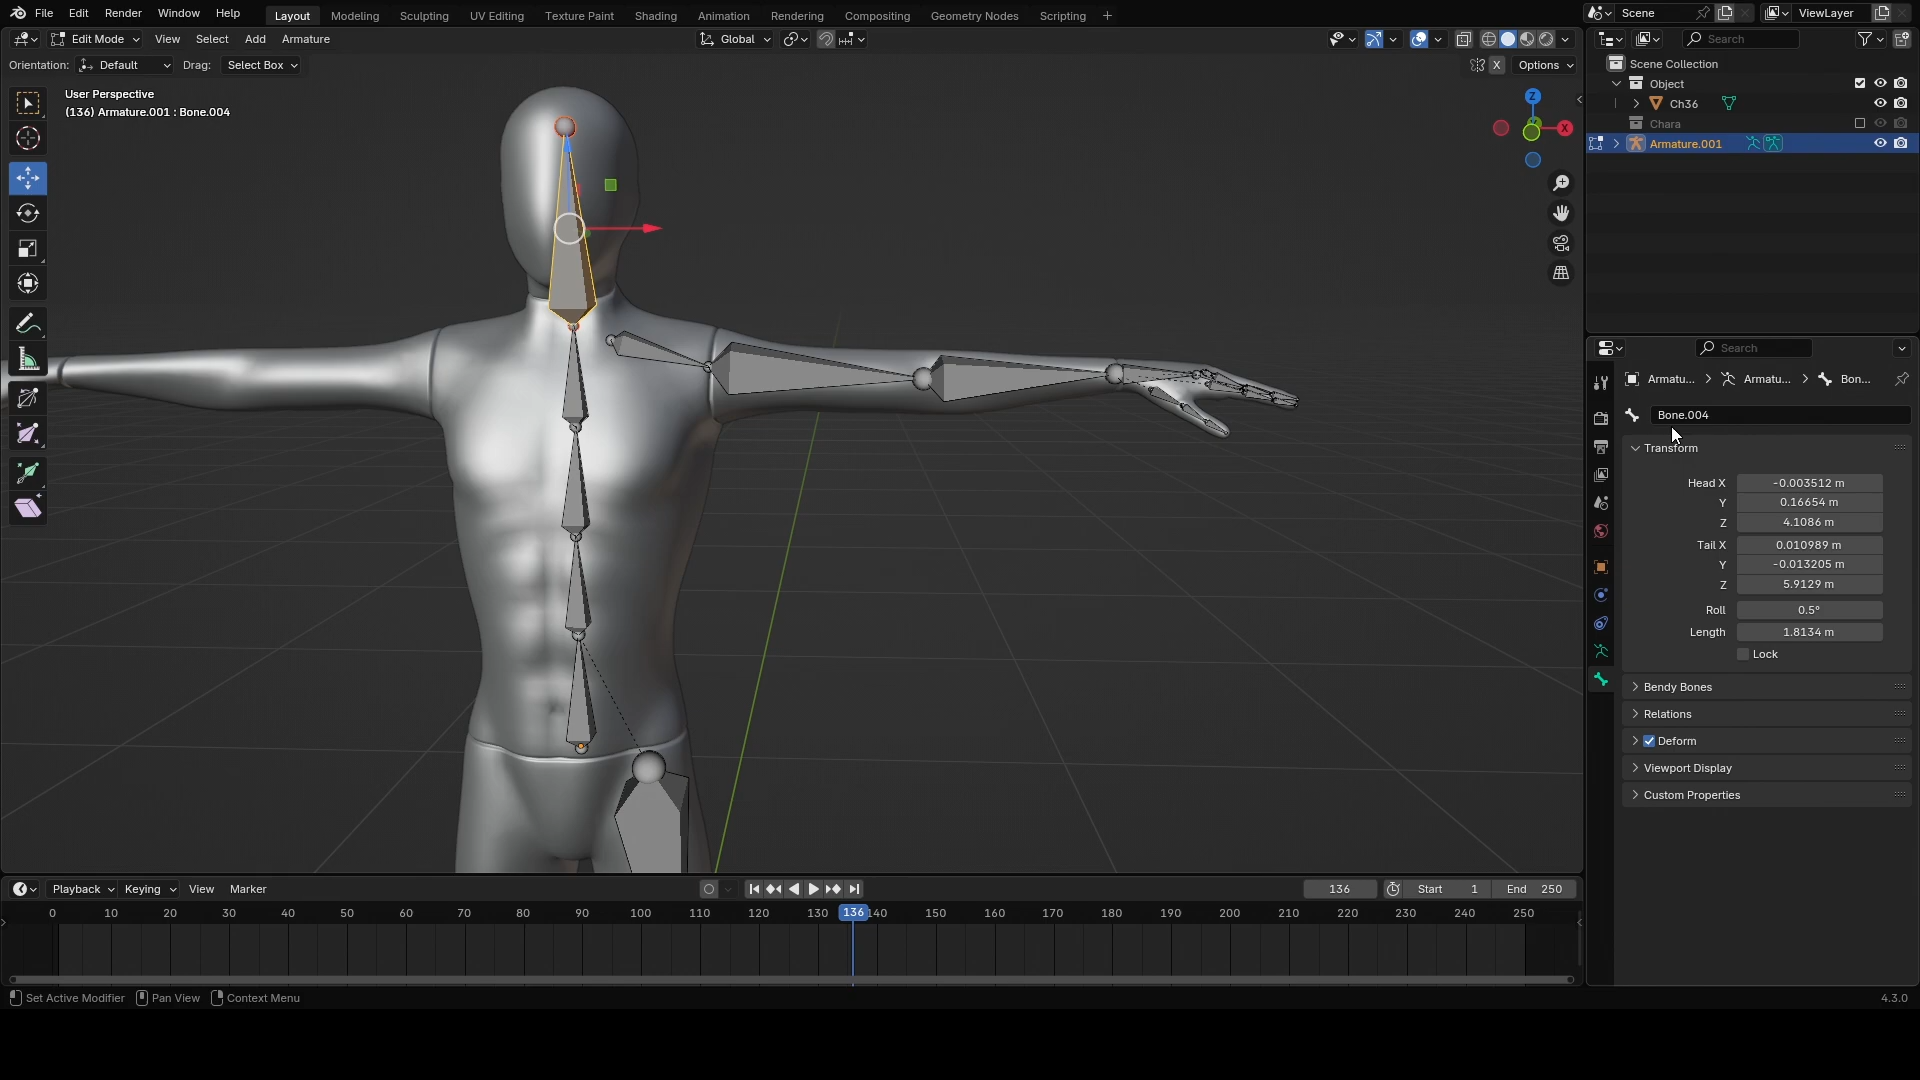 File Edit Render Window Help Layout Modeling Sculpting UV Editing Texture Paint Shading Animation Rendering Compositing Geometry Nodes Scripting + Scene ViewLayer
Edit Mode View Select Add Armature Global Search
Orientation: Default Drag: Select Box X Options
Scene Collection
Object
Ch36
Chara
Armature.001
User Perspective
(136) Armature.001 : Bone.004
Z
X
Search
Armatu... Armatu... Bon...
Bone.004
Transform
Head X -0.003512 m
Y 0.16654 m
Z 4.1086 m
Tail X 0.010989 m
Y -0.013205 m
Z 5.9129 m
Roll 0.5°
Length 1.8134 m
Lock
Bendy Bones
Relations
Deform
Viewport Display
Custom Properties
Playback Keying View Marker 136 Start 1 End 250
0 10 20 30 40 50 60 70 80 90 100 110 120 130 136 140 150 160 170 180 190 200 210 220 230 240 250
Set Active Modifier Pan View Context Menu 4.3.0